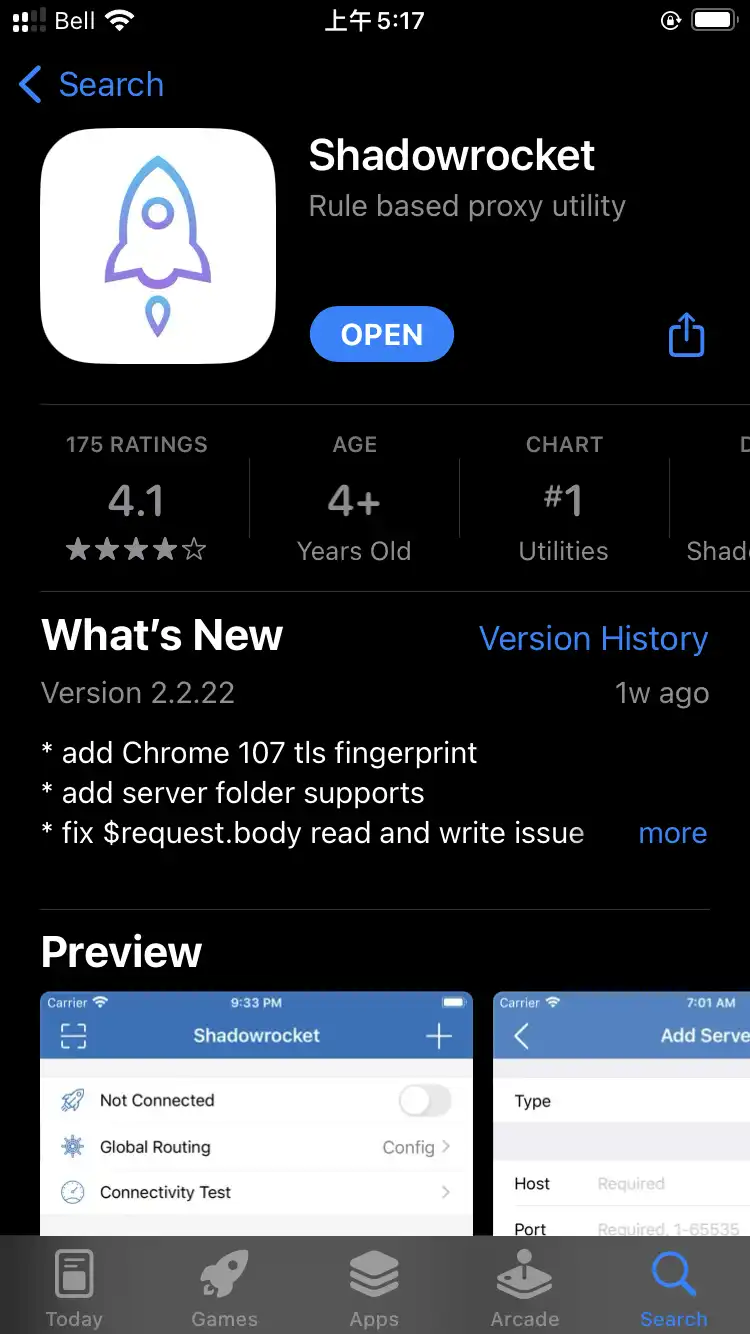 Bell 上午5:17
Search
Shadowrocket
Rule based proxy utility
OPEN
175 RATINGS AGE CHART D
4.1 4+ #1
Years Old Utilities Shado
What's New Version History
Version 2.2.22 1w ago
* add Chrome 107 tls fingerprint
* add server folder supports
* fix $request.body read and write issue more
Preview
Carrier 9:33 PM Carrier 7:01 AM
Shadowrocket Add Serve
Not Connected Type
Global Routing Config
Connectivity Test Host Required
Port Required, 1-65535
Today Games Apps Arcade Search